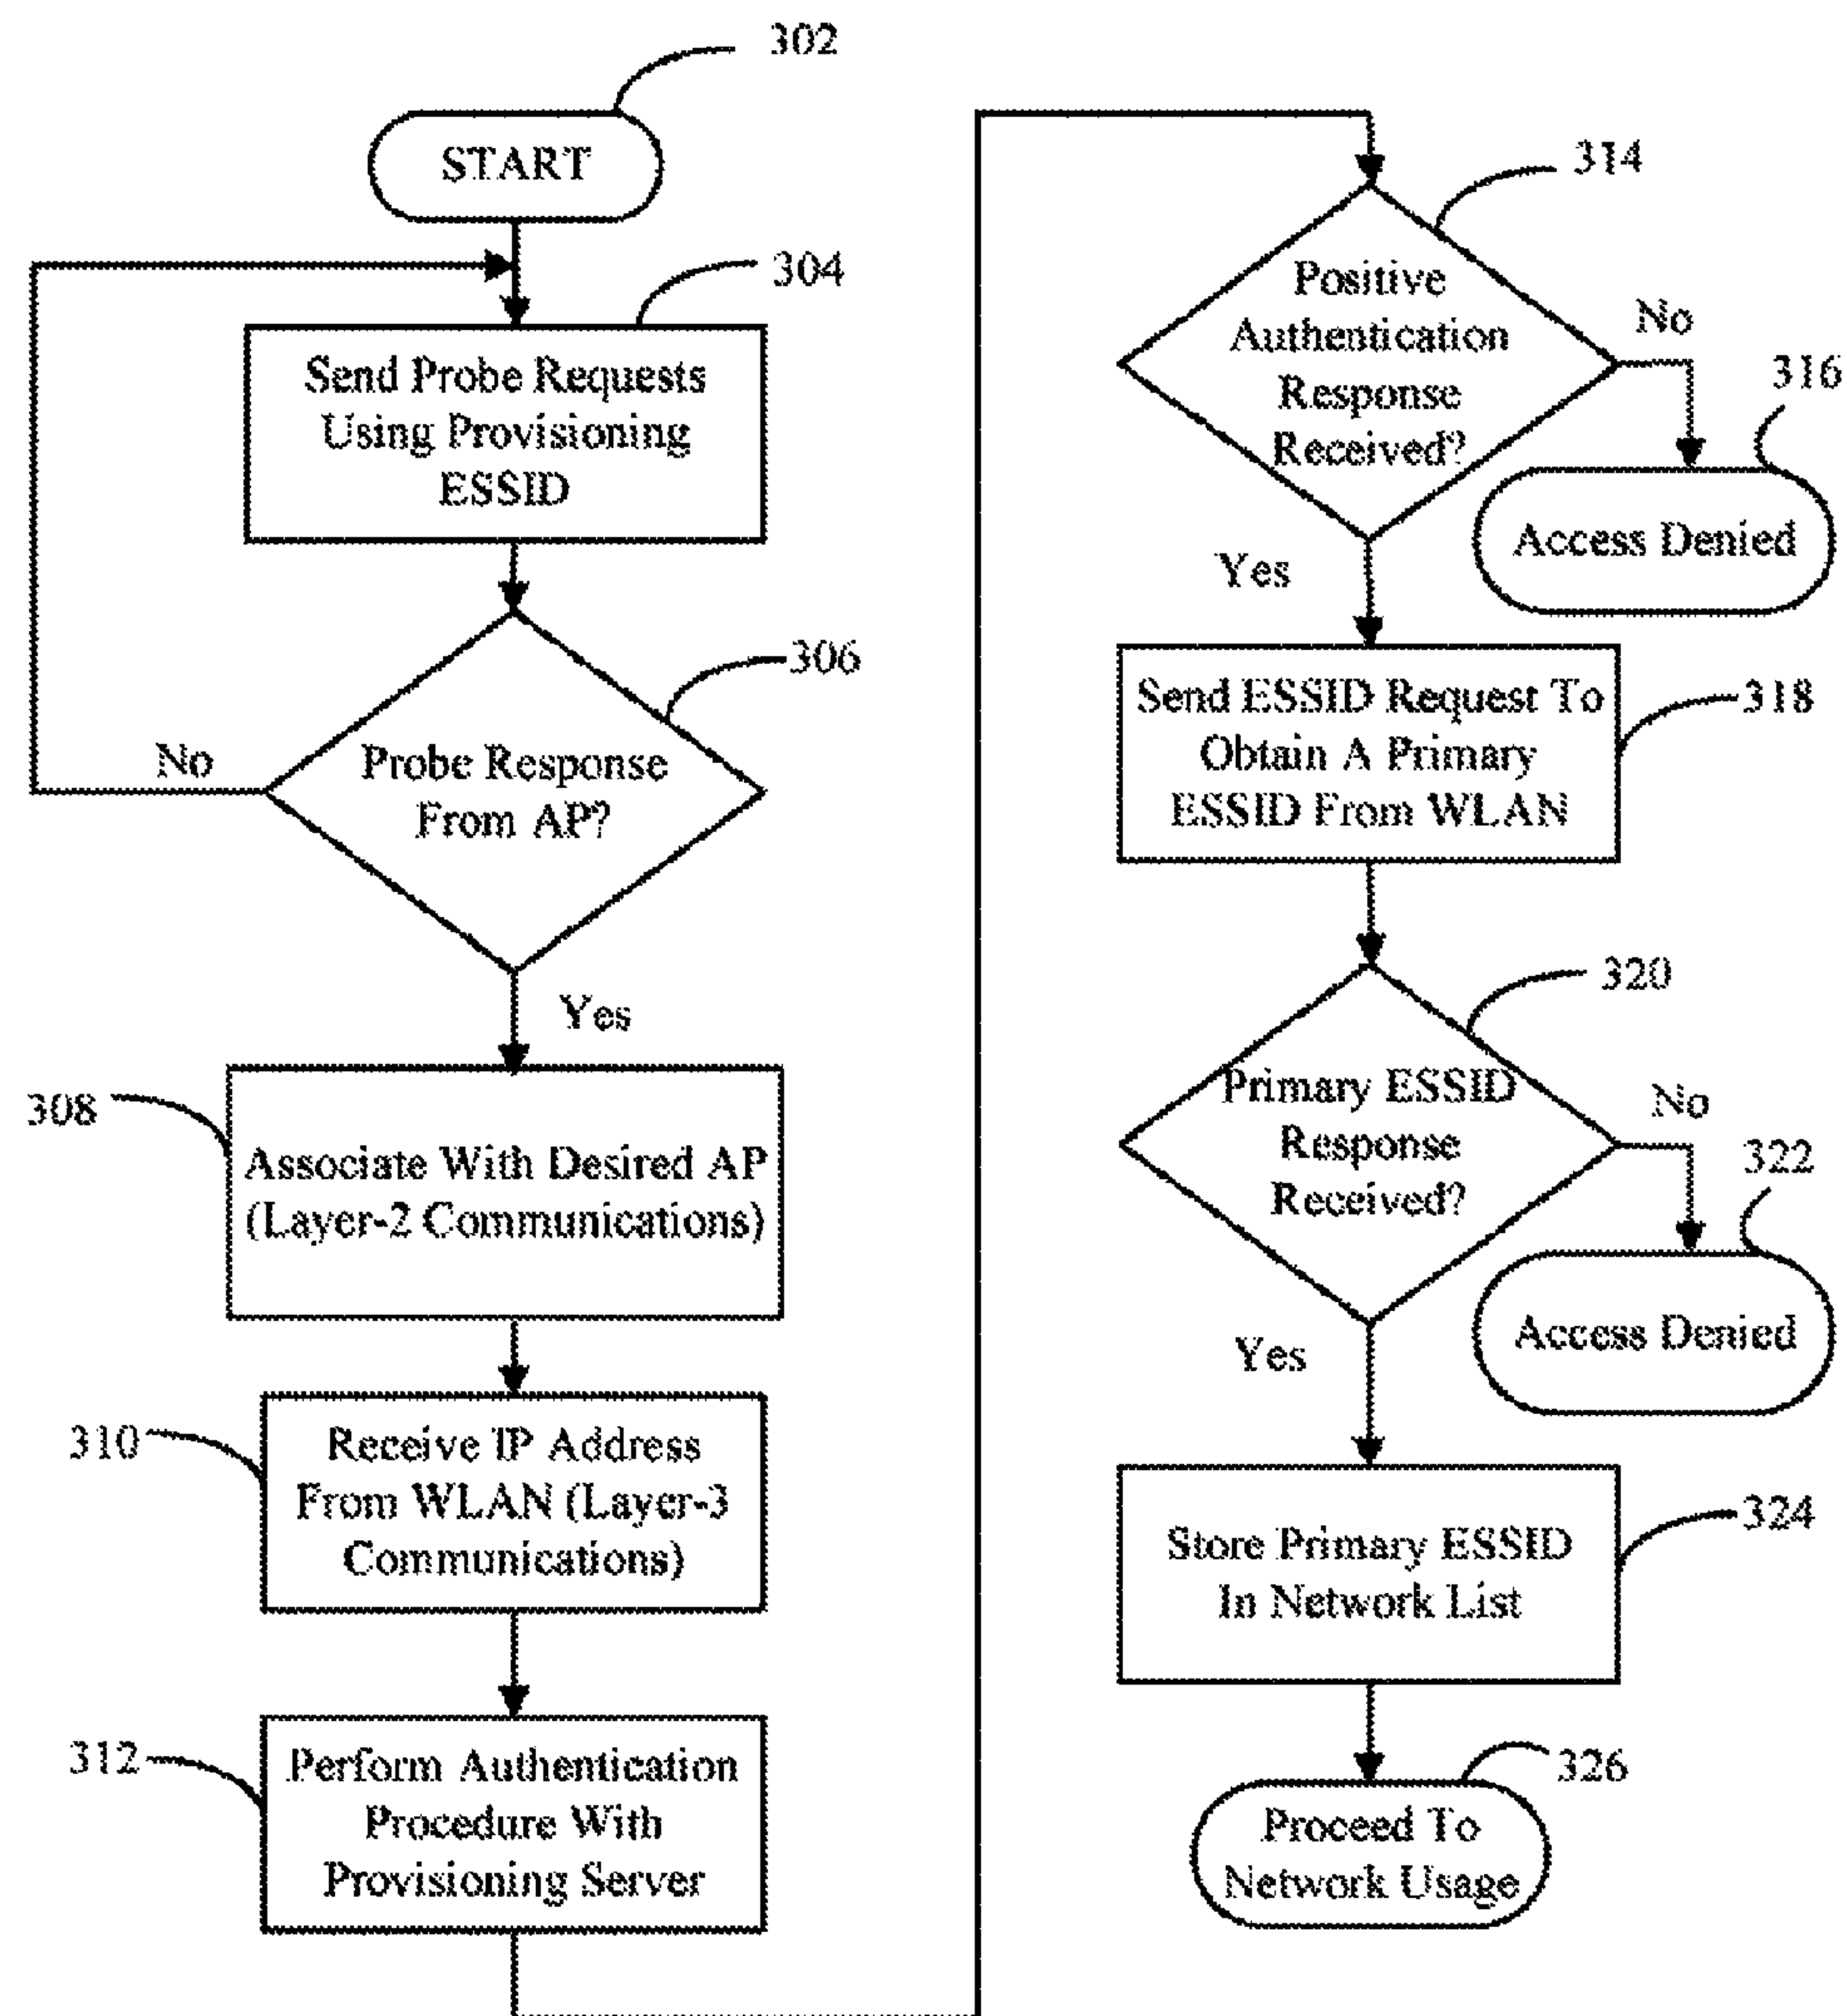 302
START
304
Send Probe Requests
Using Provisioning
ESSID
306
No
Probe Response
From AP?
Yes
308
Associate With Desired AP
(Layer-2 Communications)
310
Receive IP Address
From WLAN (Layer-3
Communications)
312
Perform Authentication
Procedure With
Provisioning Server
314
Positive
Authentication
Response
Received?
No
316
Access Denied
Yes
Send ESSID Request To
Obtain A Primary
ESSID From WLAN
318
320
Primary ESSID
Response
Received?
No
322
Access Denied
Yes
324
Store Primary ESSID
In Network List
326
Proceed To
Network Usage